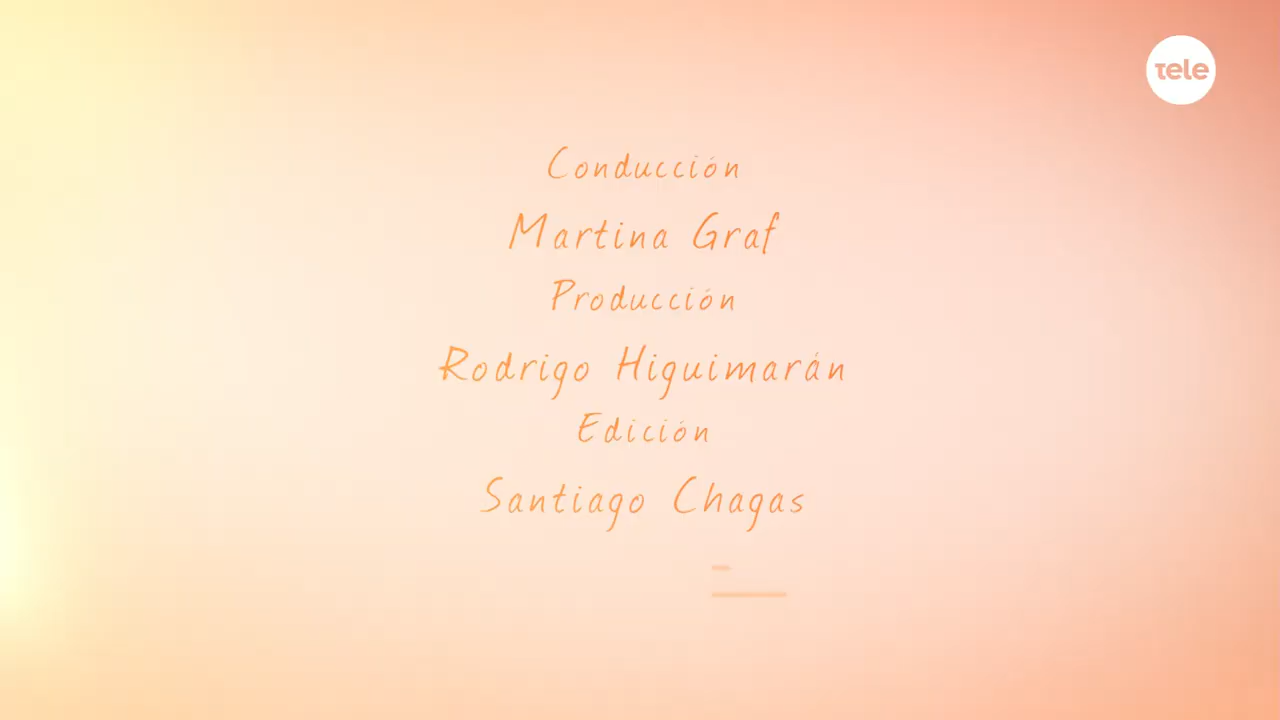 tele
Conducción
Martina Graf
Producción
Rodrigo Higuimarán
Edición
Santiago Chagas